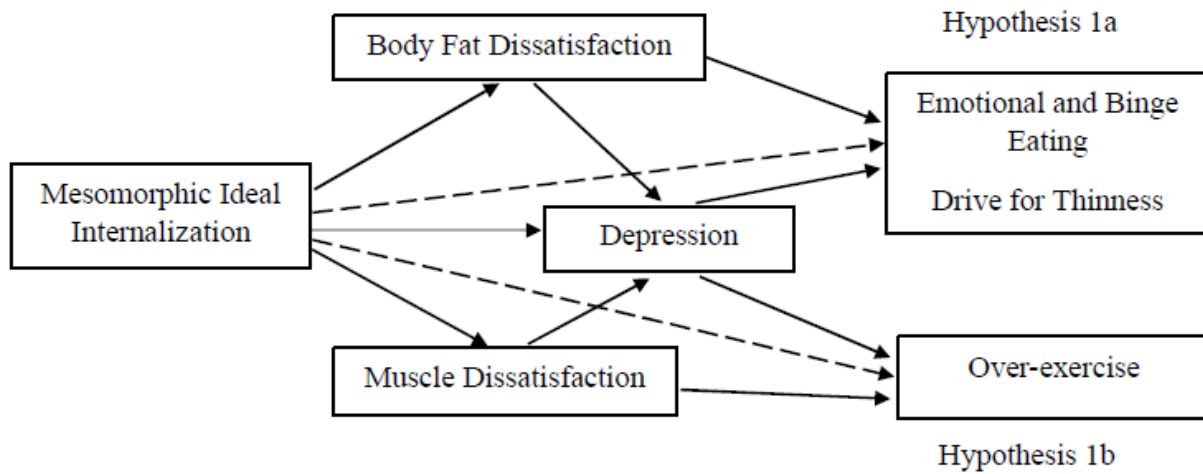 Hypothesis 1a
Body Fat Dissatisfaction
Emotional and Binge
Eating
Drive for Thinness
Mesomorphic Ideal
Internalization
Depression
Muscle Dissatisfaction
Over-exercise
Hypothesis 1b